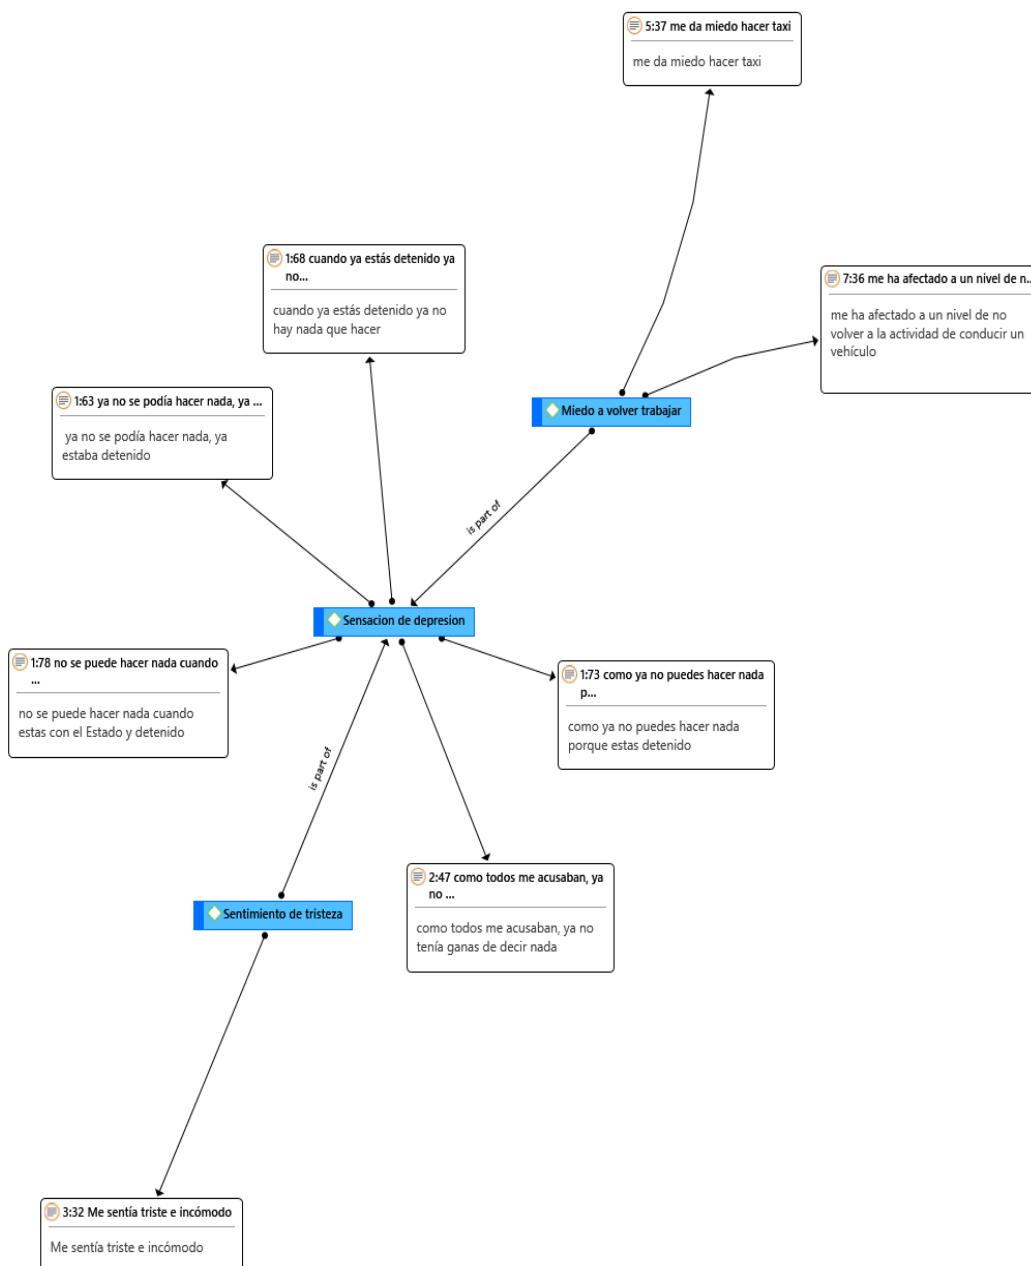 5:37 me da miedo hacer taxi
me da miedo hacer taxi
1:68 cuando ya estás detenido ya
no...
cuando ya estás detenido ya no
hay nada que hacer
7:36 me ha afectado a un nivel de n...
me ha afectado a un nivel de no
volver a la actividad de conducir un
vehículo
1:63 ya no se podía hacer nada, ya ...
ya no se podía hacer nada, ya
estaba detenido
Miedo a volver trabajar
is part of
Sensacion de depresion
1:78 no se puede hacer nada cuando
...
no se puede hacer nada cuando
estas con el Estado y detenido
1:73 como ya no puedes hacer nada
p...
como ya no puedes hacer nada
porque estas detenido
is part of
2:47 como todos me acusaban, ya
no ...
como todos me acusaban, ya no
tenía ganas de decir nada
Sentimiento de tristeza
3:32 Me sentía triste e incómodo
Me sentía triste e incómodo